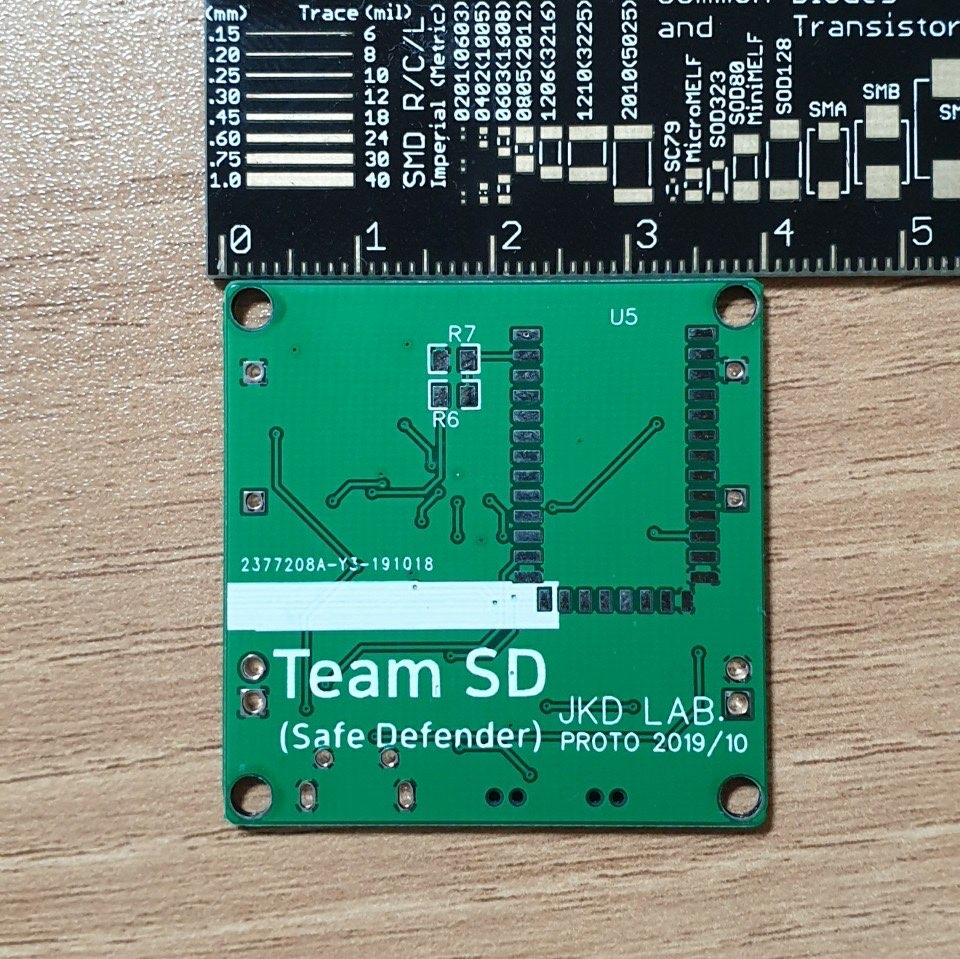 (mm) Trace (mil)
.15 6
.20 8
.25 10
.30 12
.45 18
.60 24
.75 30
1.0 40
SMD R/C/L
Imperial (Metric)
0201(0603)
0402(1005)
0603(1608)
0805(2012)
1206(3216)
1210(3225)
2010(5025)
Common Diodes
and Transistor
SC79
MicroMELF
SOD323
SOD80
MiniMELF
SOD128
SMA
SMB
0 1 2 3 4 5
U5
R7
R6
2377208A-Y3-191018
Team SD
(Safe Defender)
JKD LAB.
PROTO 2019/10